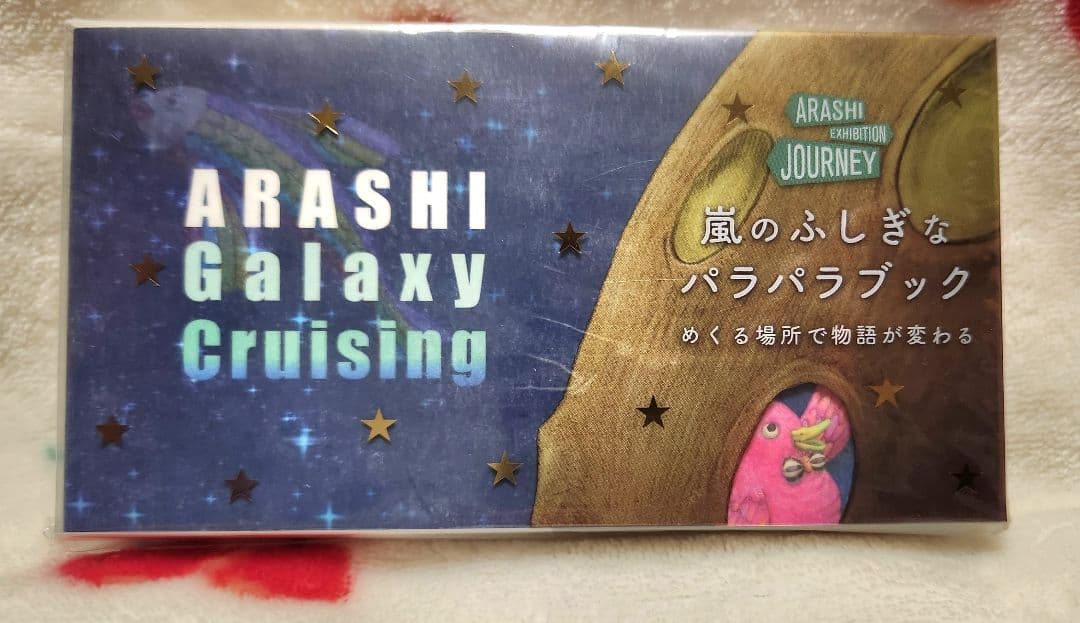 ARASHI
Galaxy
Cruising
ARASHI
EXHIBITION
JOURNEY
嵐のふしぎな
パラパラブック
めくる場所で物語が変わる